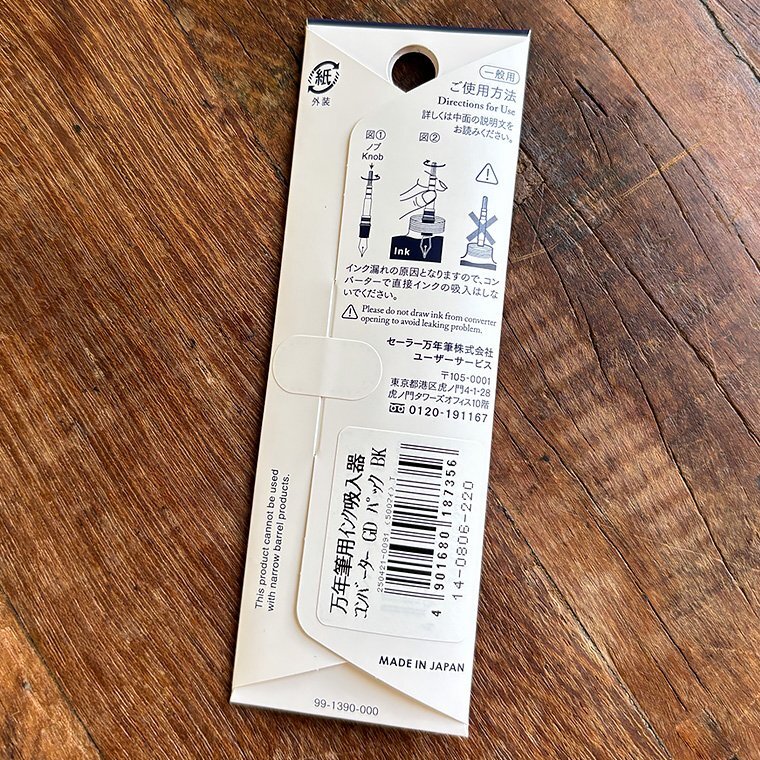 紙
外装
一般用
ご使用方法
Directions for Use
詳しくは中面の説明文を
お読みください。
図①
ノブ
Knob
図②
Ink
インク漏れの原因となりますので、コン
バーターで直接インクの吸入はしな
いでください。
Please do not draw ink from converter
opening to avoid leaking problem.
セーラー万年筆株式会社
ユーザーサービス
〒105-0001
東京都港区虎ノ門4-1-28
虎ノ門タワーズオフィス10階
0120-191167
This product cannot be used
with narrow barrel products.
万年筆用インク吸入器
コンバーター GD パック BK
4 901680 187356
14-0806-220
MADE IN JAPAN
99-1390-000